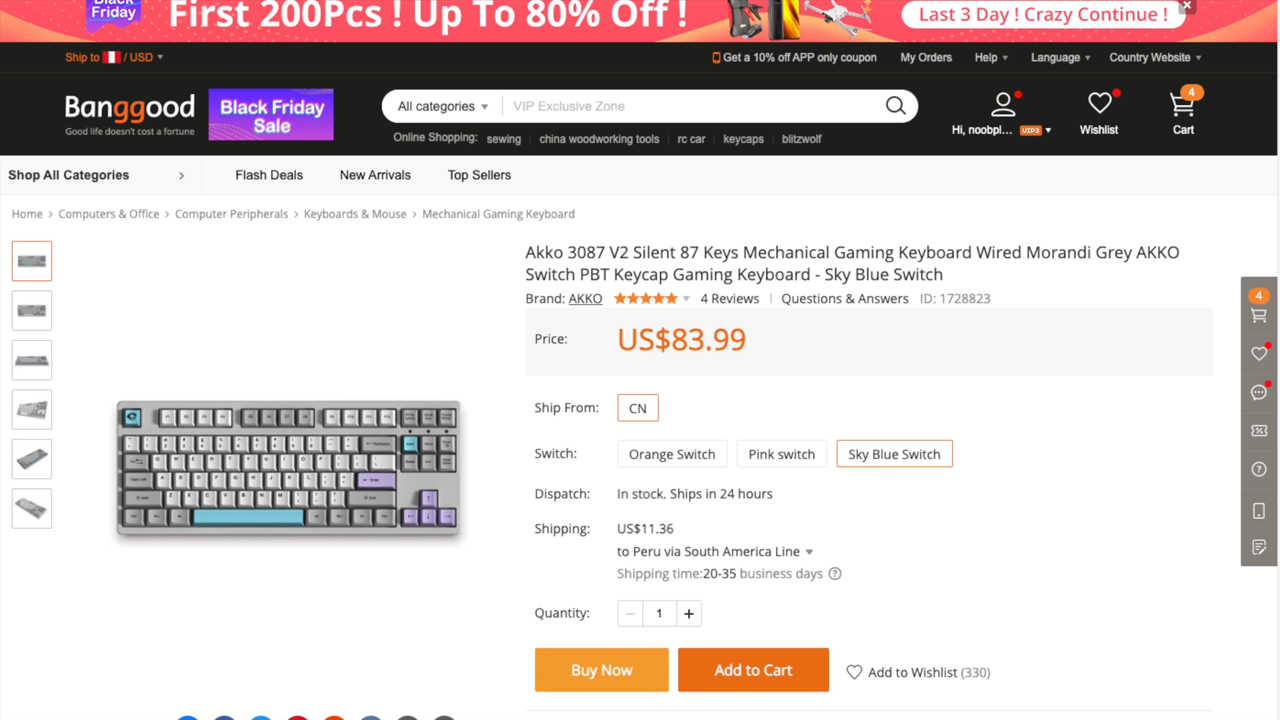 Black
Friday
First 200Pcs ! Up To 80% Off !
Last 3 Day ! Crazy Continue !
Ship to / USD
Get a 10% off APP only coupon
My Orders
Help
Language
Country Website
Banggood
Good life doesn't cost a fortune
Black Friday
Sale
All categories
VIP Exclusive Zone
Online Shopping: sewing china woodworking tools rc car keycaps blitzwolf
Hi, noobpl... VIP3
Wishlist
4
Cart
Shop All Categories
Flash Deals
New Arrivals
Top Sellers
Home > Computers & Office > Computer Peripherals > Keyboards & Mouse > Mechanical Gaming Keyboard
Akko 3087 V2 Silent 87 Keys Mechanical Gaming Keyboard Wired Morandi Grey AKKO
Switch PBT Keycap Gaming Keyboard - Sky Blue Switch
Brand: AKKO 4 Reviews | Questions & Answers ID: 1728823
Price: US$83.99
Ship From: CN
Switch: Orange Switch Pink switch Sky Blue Switch
Dispatch: In stock. Ships in 24 hours
Shipping: US$11.36
to Peru via South America Line
Shipping time:20-35 business days
Quantity: 1
Buy Now
Add to Cart
Add to Wishlist (330)
4